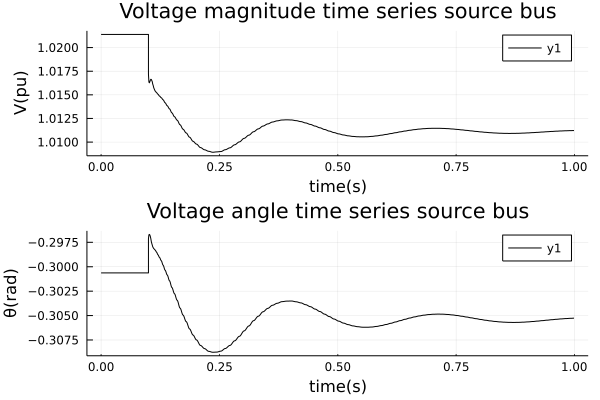 Voltage magnitude time series source bus
y1
1.0200
1.0175
1.0150
1.0125
1.0100
V(pu)
0.00 0.25 0.50 0.75 1.00
time(s)
Voltage angle time series source bus
y1
−0.2975
−0.3000
−0.3025
−0.3050
−0.3075
θ(rad)
0.00 0.25 0.50 0.75 1.00
time(s)